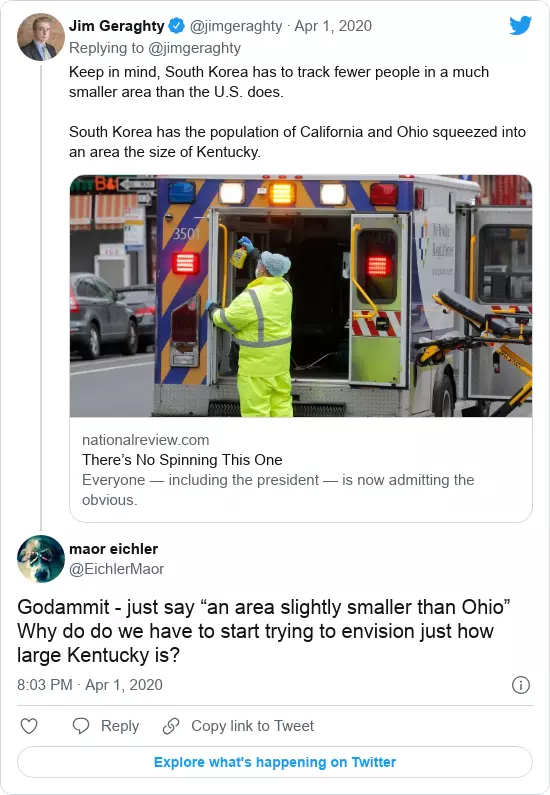 Jim Geraghty @jimgeraghty · Apr 1, 2020
Replying to @jimgeraghty
Keep in mind, South Korea has to track fewer people in a much
smaller area than the U.S. does.
South Korea has the population of California and Ohio squeezed into
an area the size of Kentucky.
3501
nationalreview.com
There’s No Spinning This One
Everyone — including the president — is now admitting the
obvious.
maor eichler
@EichlerMaor
Godammit - just say “an area slightly smaller than Ohio”
Why do do we have to start trying to envision just how
large Kentucky is?
8:03 PM · Apr 1, 2020
Reply
Copy link to Tweet
Explore what's happening on Twitter